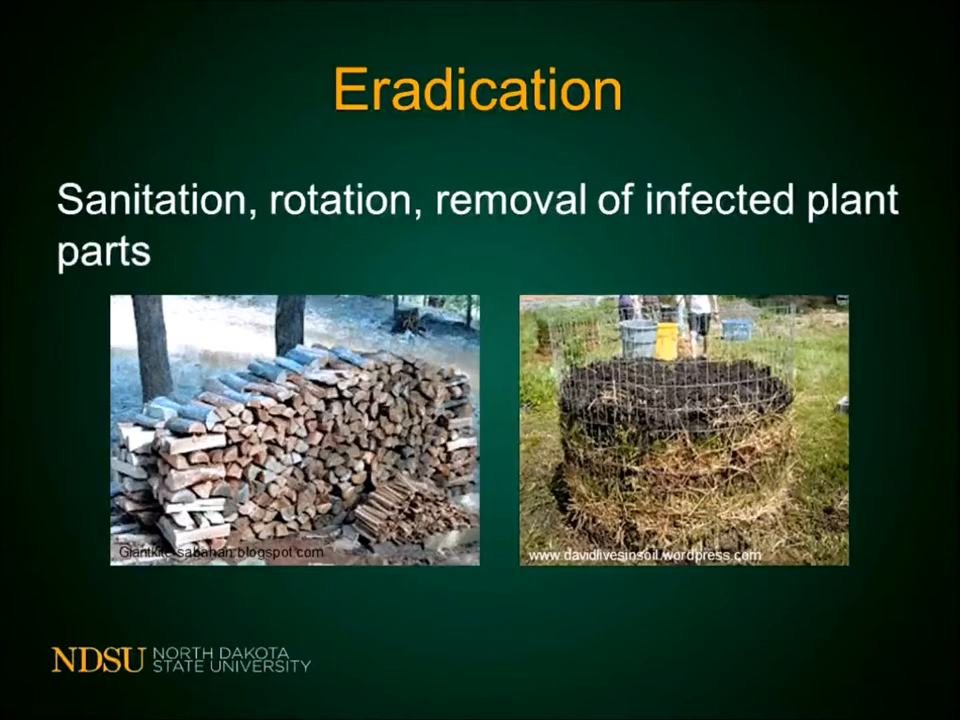 Eradication
Sanitation, rotation, removal of infected plant
parts
Giantkite-sabahan.blogspot.com
www.davidlivesinsoil.wordpress.com
NDSU NORTH DAKOTA
STATE UNIVERSITY